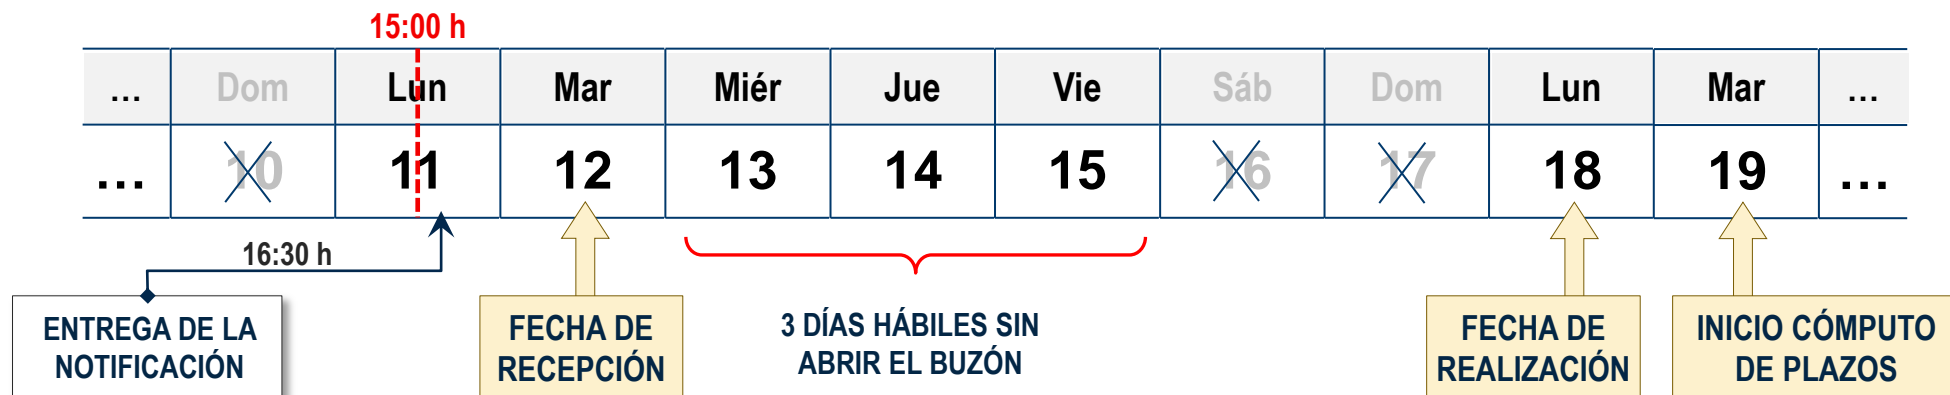 15:00 h
... Dom Lun Mar Miér Jue Vie Sáb Dom Lun Mar ...
... 10 11 12 13 14 15 16 17 18 19 ...
16:30 h
ENTREGA DE LA
NOTIFICACIÓN
FECHA DE
RECEPCIÓN
3 DÍAS HÁBILES SIN
ABRIR EL BUZÓN
FECHA DE
REALIZACIÓN
INICIO CÓMPUTO
DE PLAZOS